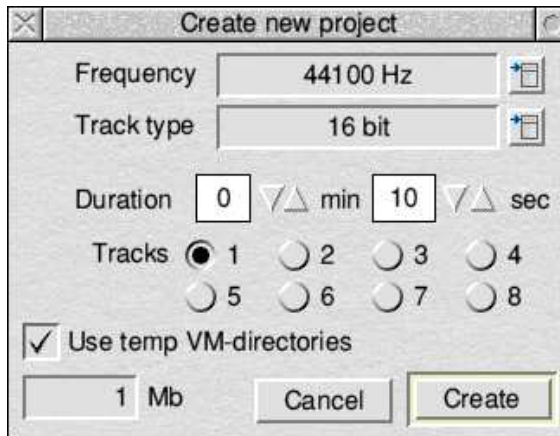 Create new project
Frequency 44100 Hz
Track type 16 bit
Duration 0 min 10 sec
Tracks 1 2 3 4
5 6 7 8
Use temp VM-directories
1 Mb Cancel Create